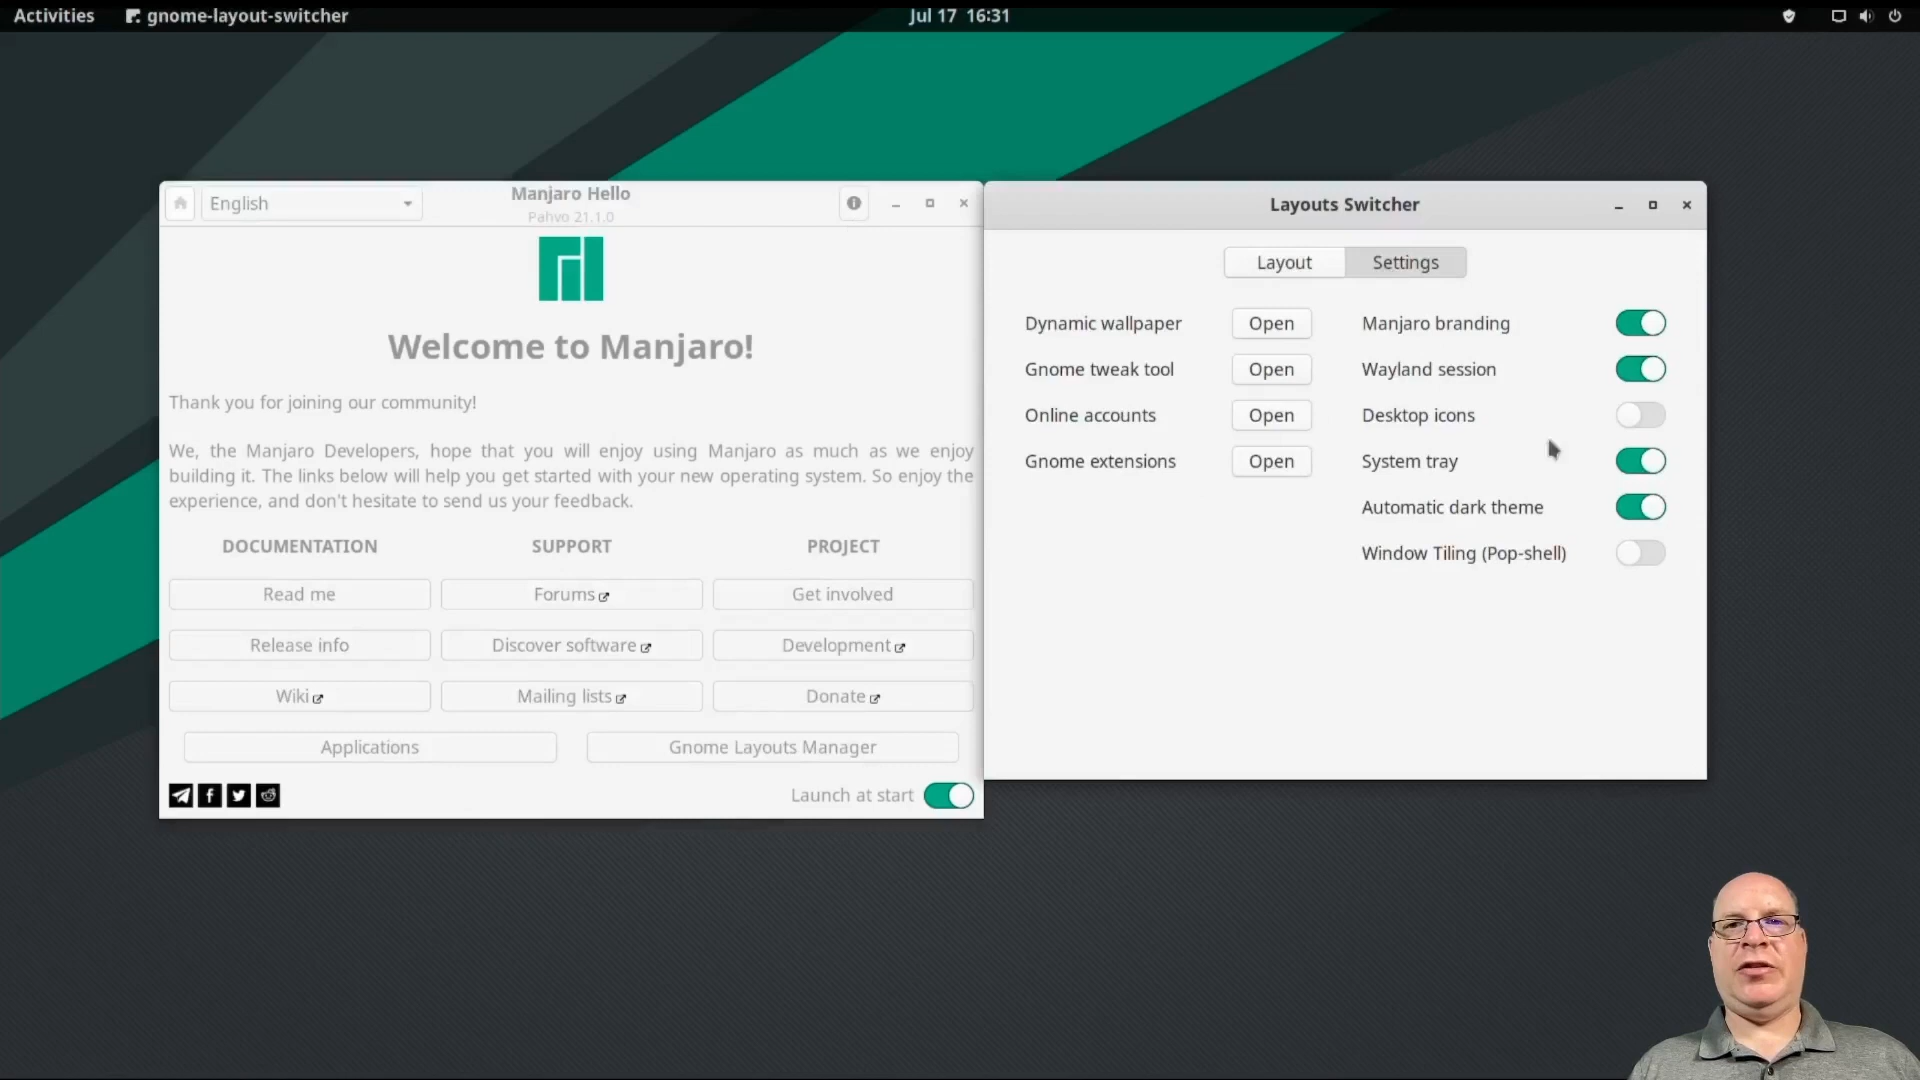 Activities gnome-layout-switcher Jul 17 16:31
English
Manjaro Hello
Pahvo 21.1.0
Welcome to Manjaro!
Thank you for joining our community!
We, the Manjaro Developers, hope that you will enjoy using Manjaro as much as we enjoy
building it. The links below will help you get started with your new operating system. So enjoy the
experience, and don't hesitate to send us your feedback.
DOCUMENTATION SUPPORT PROJECT
Read me Forums Get involved
Release info Discover software Development
Wiki Mailing lists Donate
Applications Gnome Layouts Manager
Launch at start
Layouts Switcher
Layout Settings
Dynamic wallpaper Open Manjaro branding
Gnome tweak tool Open Wayland session
Online accounts Open Desktop icons
Gnome extensions Open System tray
Automatic dark theme
Window Tiling (Pop-shell)